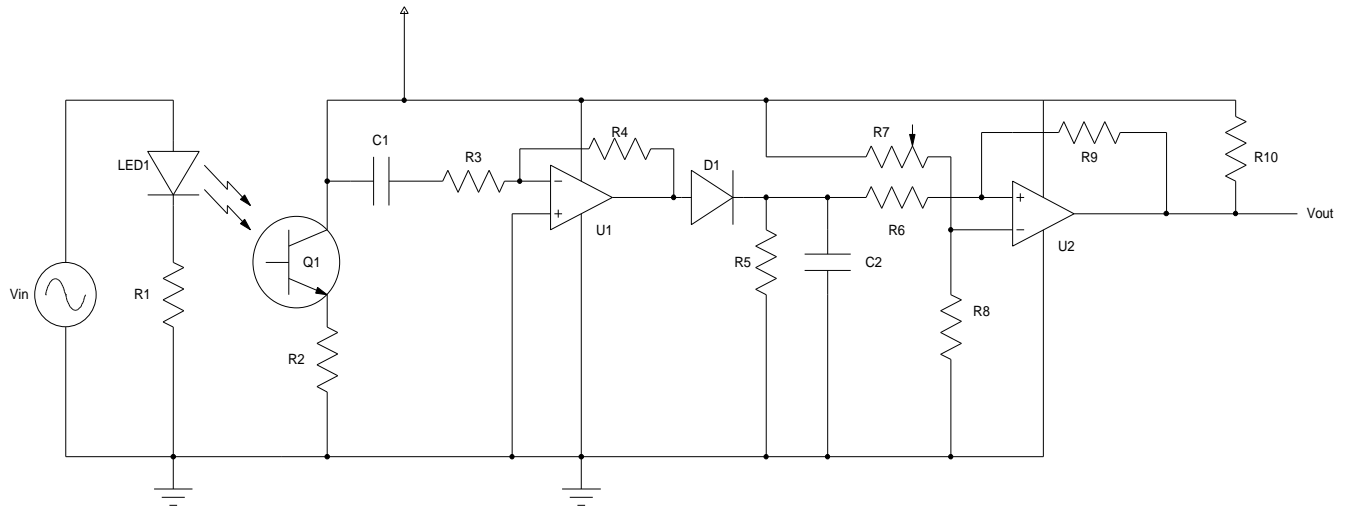 C1
R3
R4
D1
R7
R9
R10
LED1
Q1
U1
R6
U2
Vout
Vin
R1
R2
R5
C2
R8
−
+
+
−